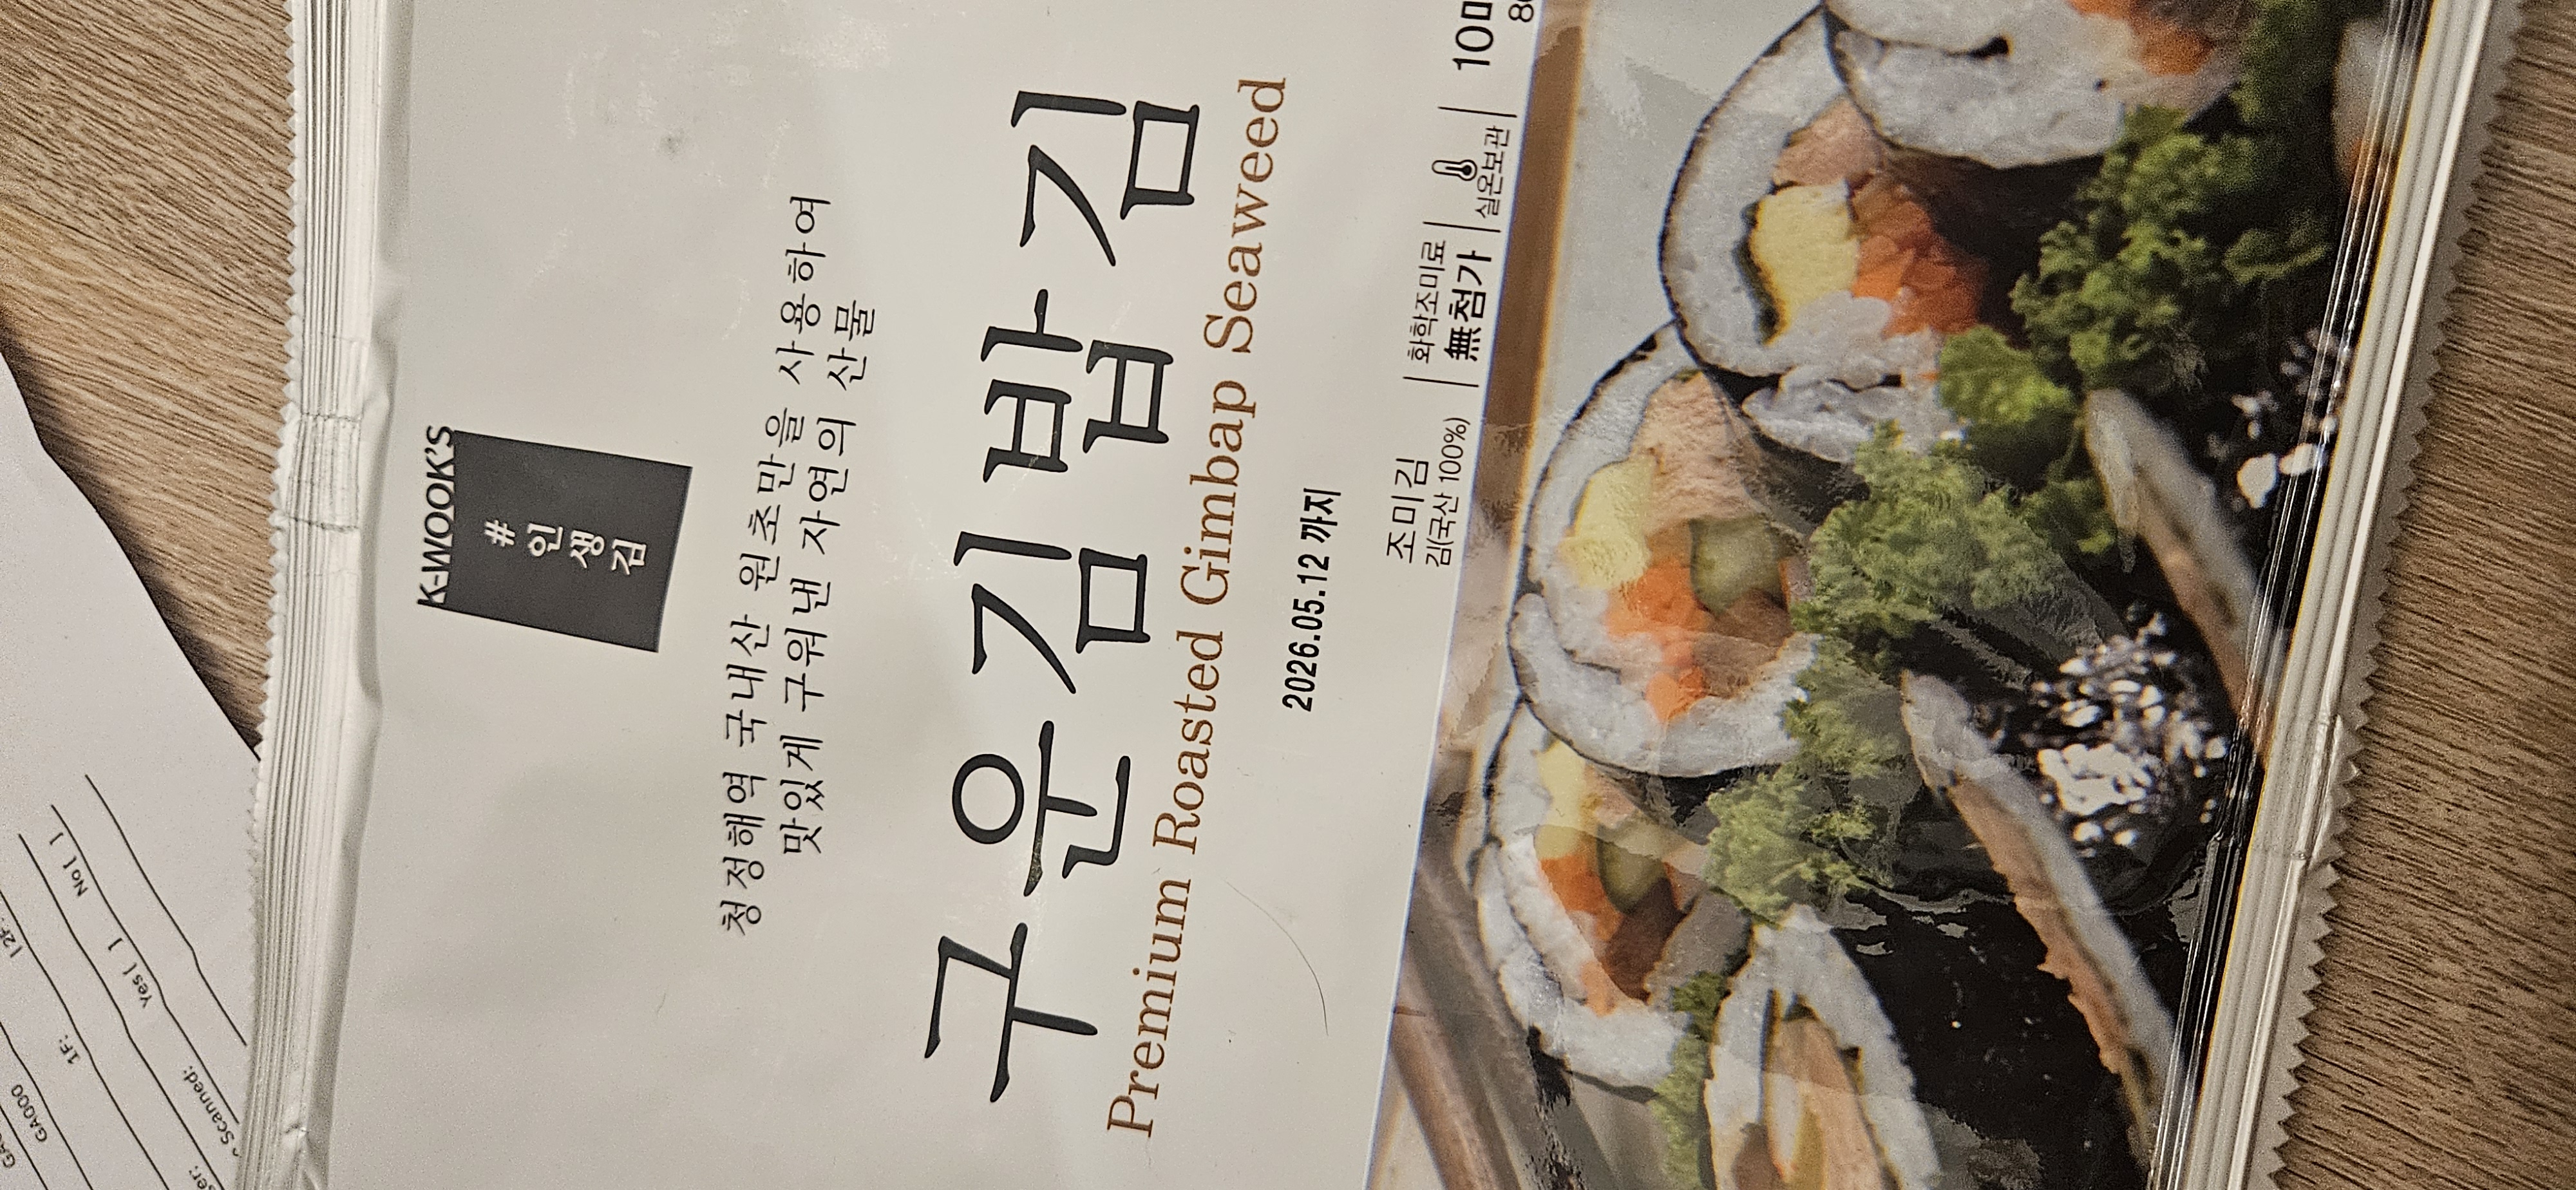 K-WOOK'S
#
인
생
김
청정해역 국내산 원초만을 사용하여
맛있게 구워낸 자연의 산물
구운김밥김
Premium Roasted Gimbap Seaweed
2026.05.12 까지
조미김
김(국산 100%)
화학조미료
無첨가
실온보관
No[ ]
Yes[ ]
1F:
Scanned:
GA000